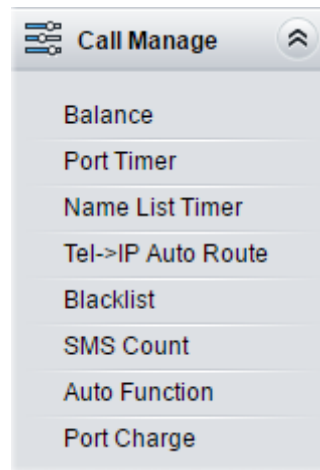 Call Manage
Balance
Port Timer
Name List Timer
Tel->IP Auto Route
Blacklist
SMS Count
Auto Function
Port Charge